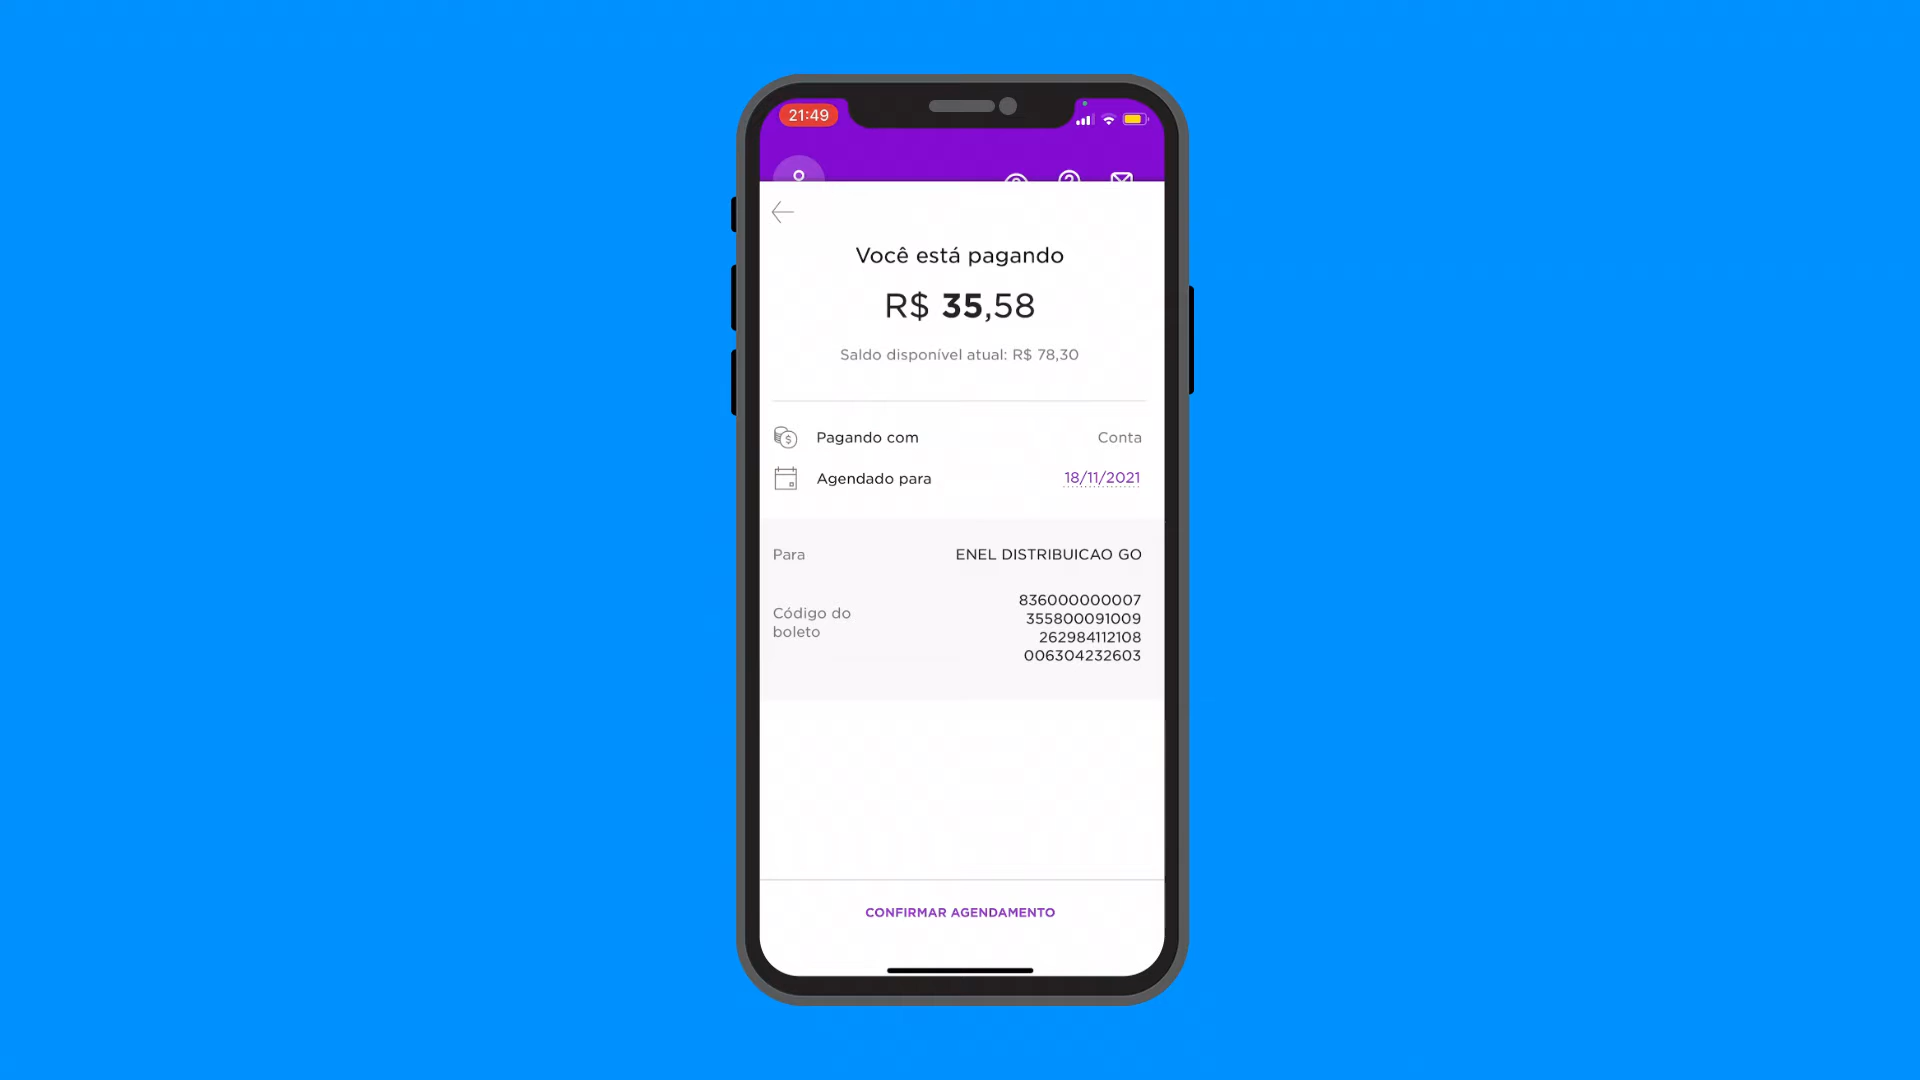 21:49
Você está pagando
R$ 35,58
Saldo disponível atual: R$ 78,30
Pagando com Conta
Agendado para 18/11/2021
Para ENEL DISTRIBUICAO GO
Código do boleto
836000000007
355800091009
262984112108
006304232603
CONFIRMAR AGENDAMENTO